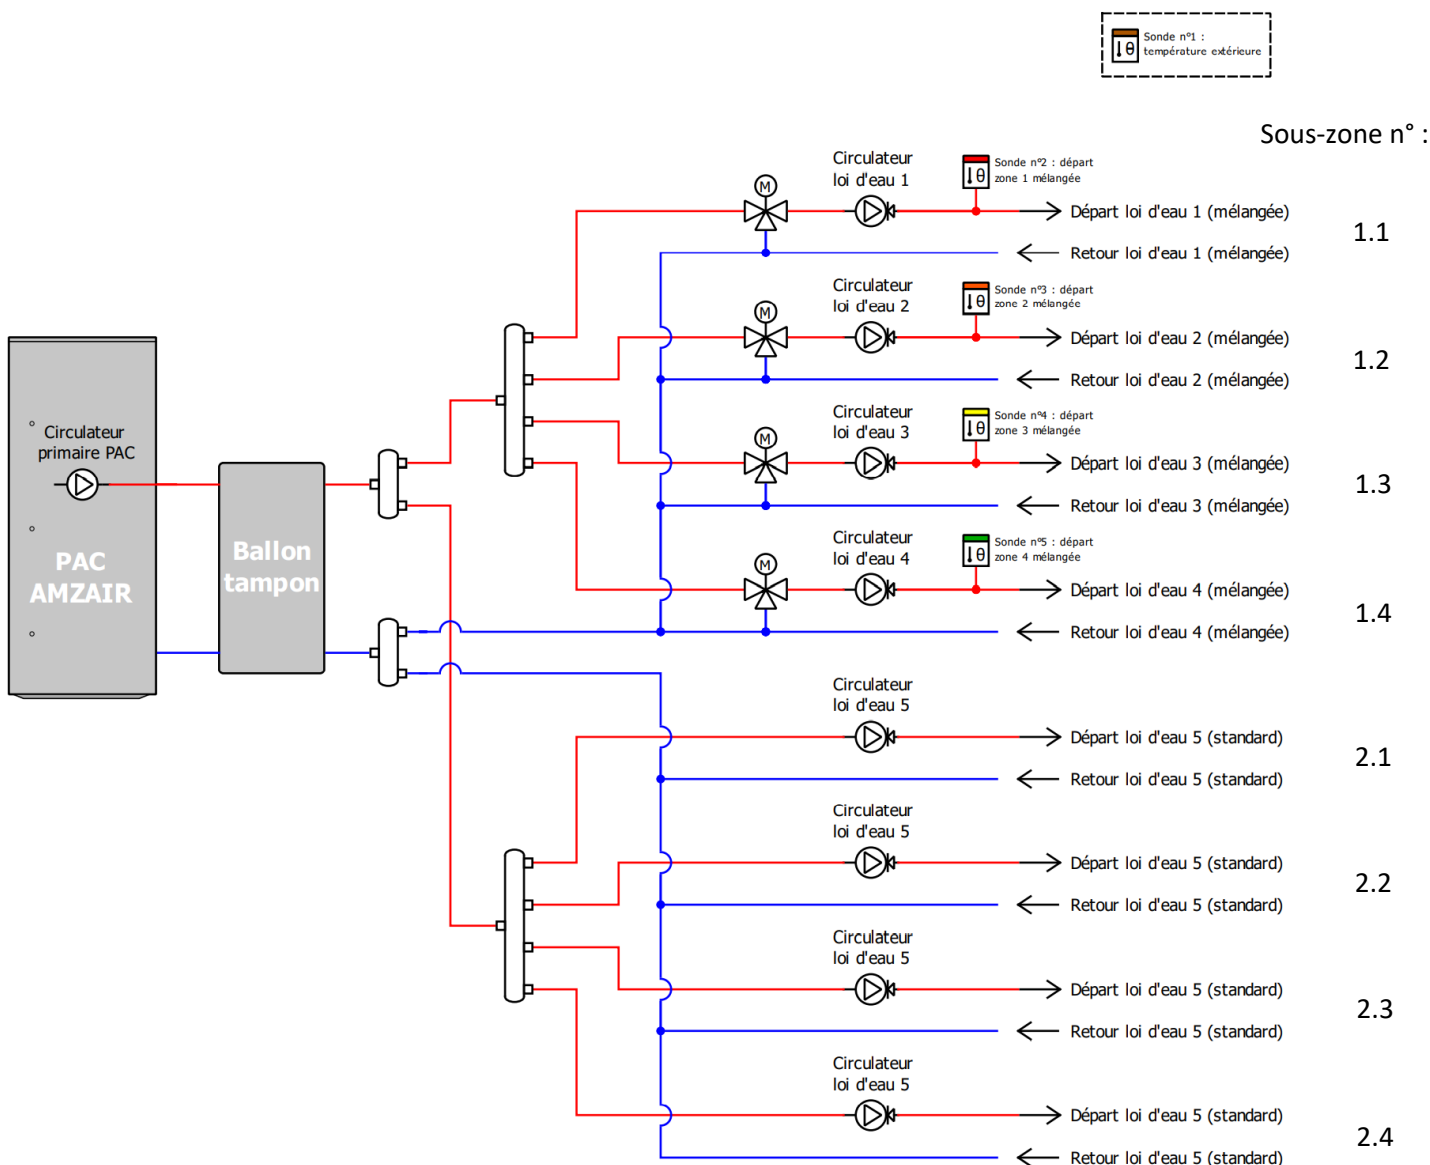 Sonde n°1 :
température extérieure
Sous-zone n° :
Circulateur
loi d'eau 1
Sonde n°2 : départ
zone 1 mélangée
M
Départ loi d'eau 1 (mélangée)
1.1
Retour loi d'eau 1 (mélangée)
Circulateur
loi d'eau 2
Sonde n°3 : départ
zone 2 mélangée
M
Départ loi d'eau 2 (mélangée)
1.2
Retour loi d'eau 2 (mélangée)
Circulateur
loi d'eau 3
Sonde n°4 : départ
zone 3 mélangée
M
Départ loi d'eau 3 (mélangée)
1.3
Retour loi d'eau 3 (mélangée)
Circulateur
loi d'eau 4
Sonde n°5 : départ
zone 4 mélangée
M
Départ loi d'eau 4 (mélangée)
1.4
Retour loi d'eau 4 (mélangée)
Circulateur
primaire PAC
PAC
AMZAIR
Ballon
tampon
Circulateur
loi d'eau 5
Départ loi d'eau 5 (standard)
2.1
Retour loi d'eau 5 (standard)
Circulateur
loi d'eau 5
Départ loi d'eau 5 (standard)
2.2
Retour loi d'eau 5 (standard)
Circulateur
loi d'eau 5
Départ loi d'eau 5 (standard)
2.3
Retour loi d'eau 5 (standard)
Circulateur
loi d'eau 5
Départ loi d'eau 5 (standard)
2.4
Retour loi d'eau 5 (standard)
θ
θ
θ
θ
θ